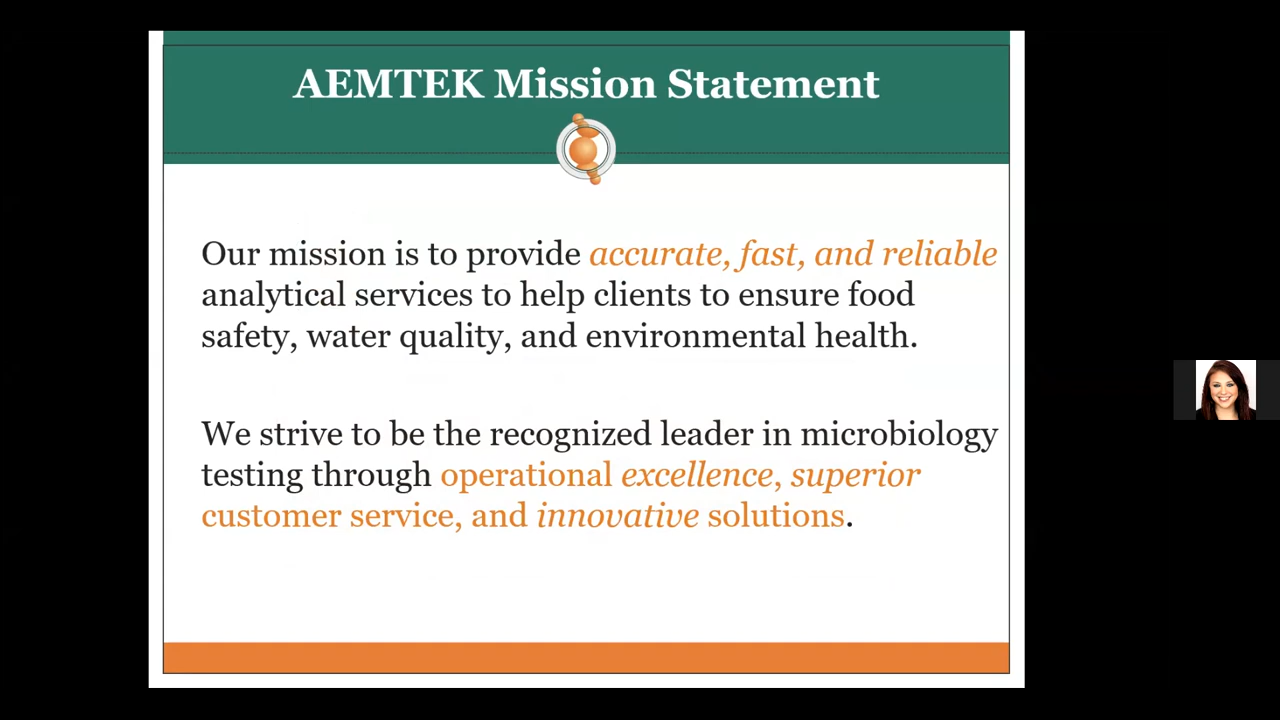 AEMTEK Mission Statement
Our mission is to provide accurate, fast, and reliable
analytical services to help clients to ensure food
safety, water quality, and environmental health.
We strive to be the recognized leader in microbiology
testing through operational excellence, superior
customer service, and innovative solutions.